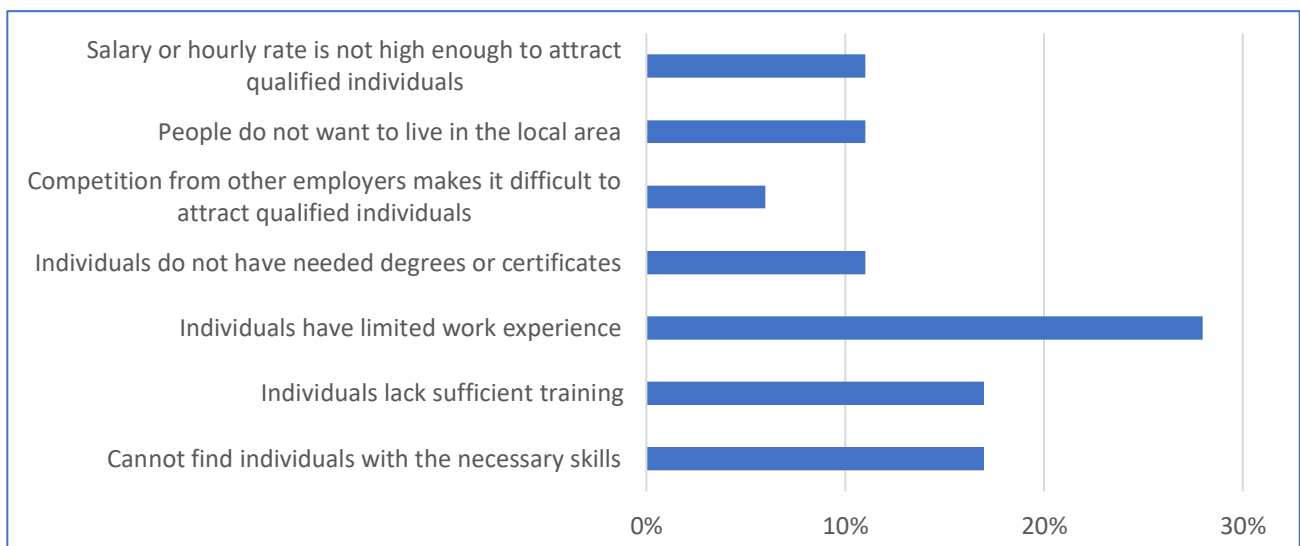 Salary or hourly rate is not high enough to attract
qualified individuals
People do not want to live in the local area
Competition from other employers makes it difficult to
attract qualified individuals
Individuals do not have needed degrees or certificates
Individuals have limited work experience
Individuals lack sufficient training
Cannot find individuals with the necessary skills
0% 10% 20% 30%